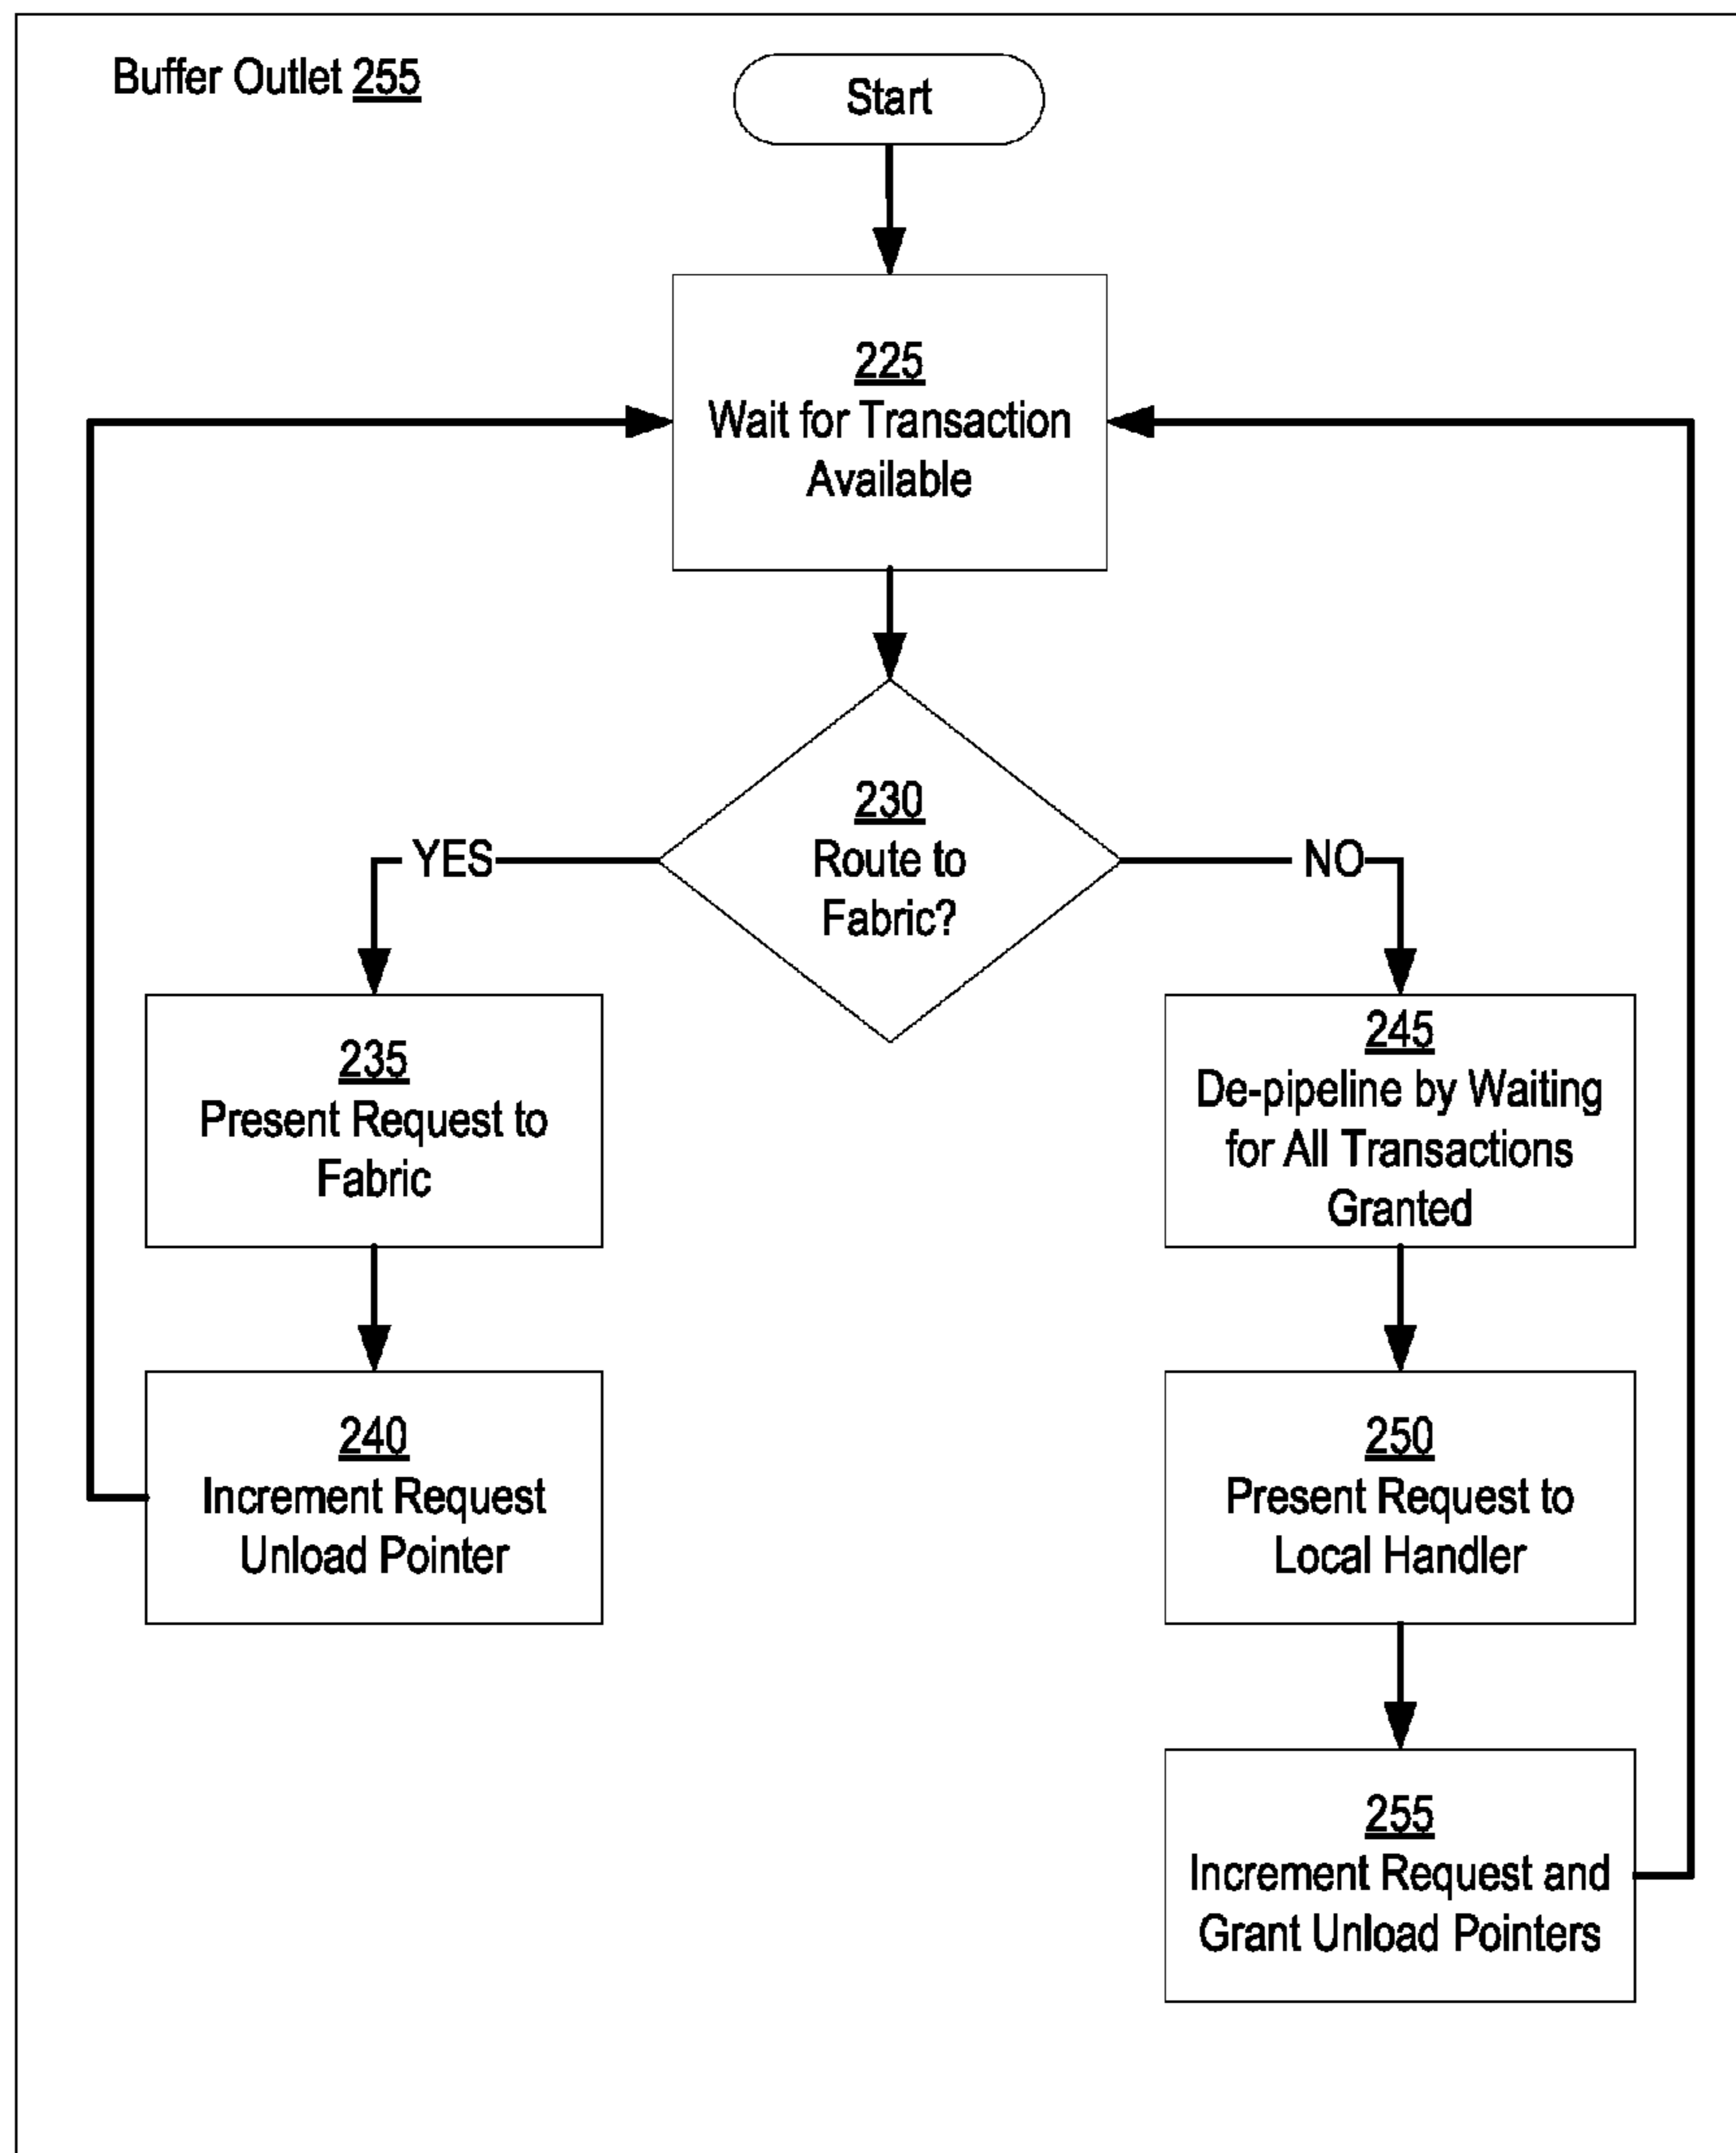 Buffer Outlet 255
Start
225
Wait for Transaction
Available
230
Route to
Fabric?
YES
NO
235
Present Request to
Fabric
245
De-pipeline by Waiting
for All Transactions
Granted
240
Increment Request
Unload Pointer
250
Present Request to
Local Handler
255
Increment Request and
Grant Unload Pointers